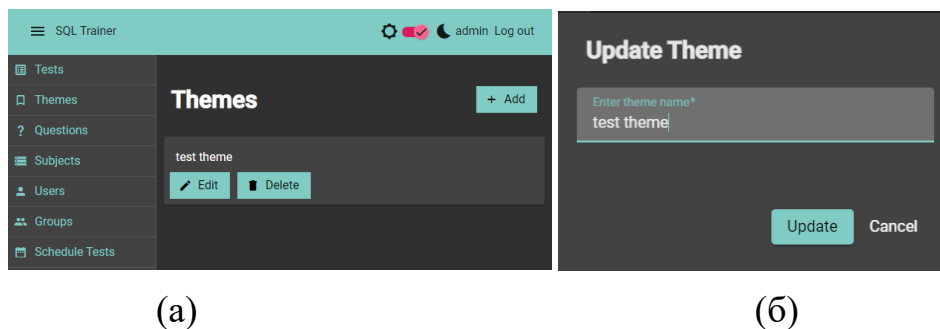 SQL Trainer
admin Log out
Tests
Themes
Questions
Subjects
Users
Groups
Schedule Tests
Themes
+ Add
test theme
Edit
Delete
Update Theme
Enter theme name*
test theme
Update
Cancel
(а)
(б)